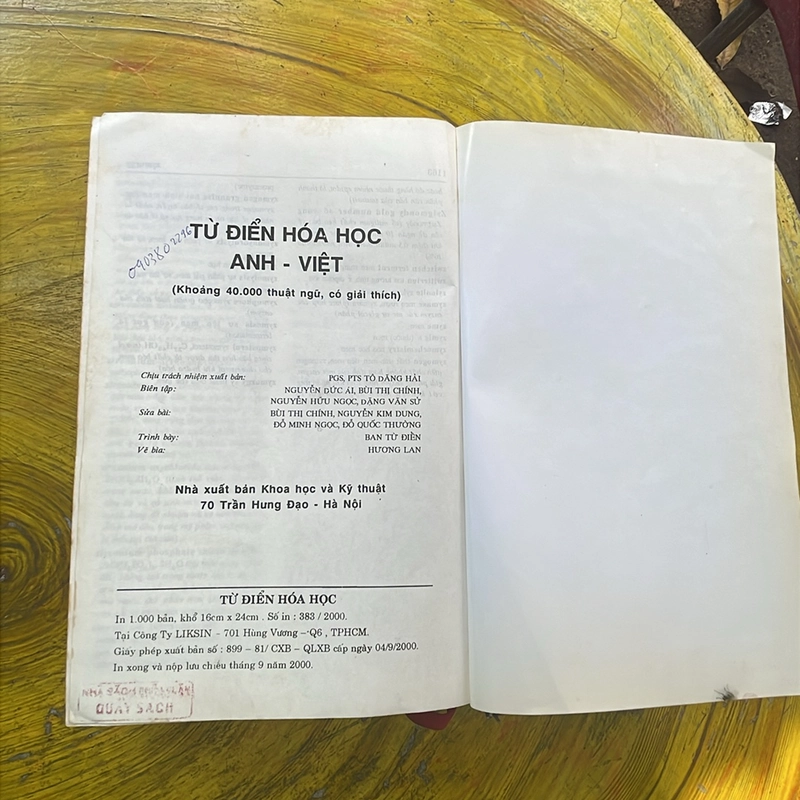 TỪ ĐIỂN HÓA HỌC
ANH - VIỆT
0903802296
(Khoảng 40.000 thuật ngữ, có giải thích)
Chịu trách nhiệm xuất bản: PGS, PTS TÔ ĐĂNG HẢI
Biên tập: NGUYỄN ĐỨC ÁI, BÙI THỊ CHÍNH,
NGUYỄN HỮU NGỌC, ĐẶNG VĂN SỬ
Sửa bài: BÙI THỊ CHÍNH, NGUYỄN KIM DUNG,
ĐỖ MINH NGỌC, ĐỖ QUỐC THƯỞNG
Trình bày: BAN TỪ ĐIỂN
Vẽ bìa: HƯƠNG LAN
Nhà xuất bản Khoa học và Kỹ thuật
70 Trần Hưng Đạo - Hà Nội
TỪ ĐIỂN HÓA HỌC
In 1.000 bản, khổ 16cm x 24cm . Số in : 383 / 2000.
Tại Công Ty LIKSIN - 701 Hùng Vương – Q6 , TPHCM.
Giấy phép xuất bản số : 899 – 81/ CXB – QLXB cấp ngày 04/9/2000.
In xong và nộp lưu chiểu tháng 9 năm 2000.
NHÀ SÁCH
QUẦY SÁCH